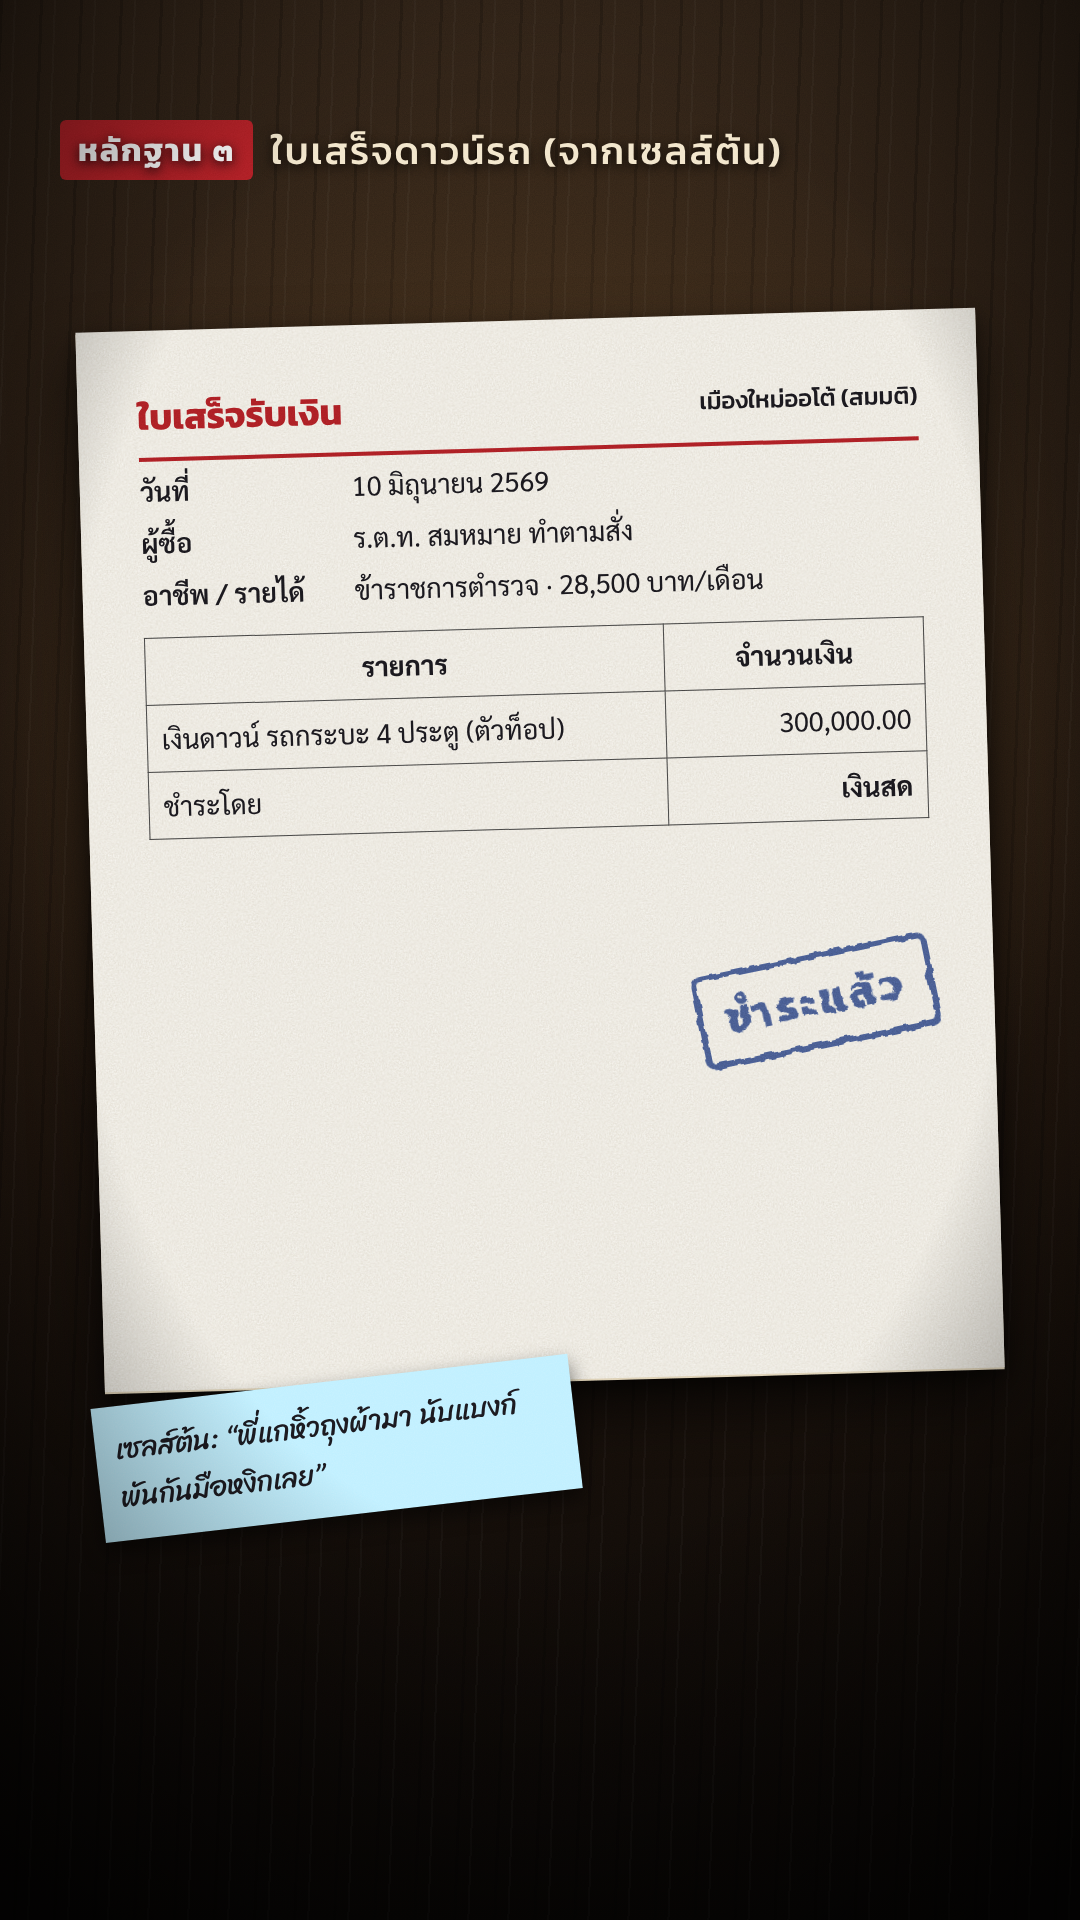 หลักฐาน ๓ ใบเสร็จดาวน์รถ (จากเซลส์ต้น)
ใบเสร็จรับเงิน เมืองใหม่ออโต้ (สมมติ)
วันที่ 10 มิถุนายน 2569
ผู้ซื้อ ร.ต.ท. สมหมาย ทำตามสั่ง
อาชีพ / รายได้ ข้าราชการตำรวจ · 28,500 บาท/เดือน
รายการ จำนวนเงิน
เงินดาวน์ รถกระบะ 4 ประตู (ตัวท็อป) 300,000.00
ชำระโดย เงินสด
ชำระแล้ว
เซลส์ต้น: “พี่แกหิ้วถุงผ้ามา นับแบงก์
พันกันมือหงิกเลย”